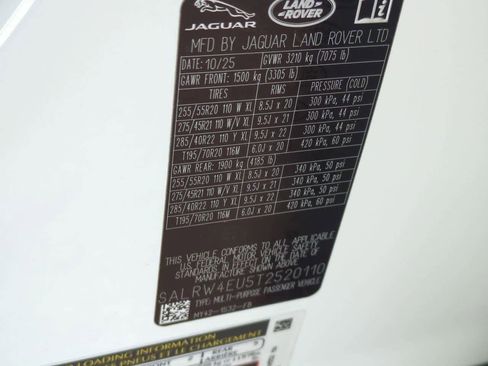 JAGUAR
LAND ROVER
MFD BY JAGUAR LAND ROVER LTD
DATE: 10/25 GVWR 3210 kg (7075 lb)
GAWR FRONT: 1500 kg (3305 lb)
TIRES RIMS PRESSURE (COLD)
255/55R20 110 W XL 8.5J x 20 300 kPa, 44 psi
275/45R21 110 W/V XL 9.5J x 21 300 kPa, 44 psi
285/40R22 110 Y XL 9.5J x 22 300 kPa, 44 psi
T195/70R20 116M 6.0J x 20 420 kPa, 60 psi
GAWR REAR: 1900 kg (4185 lb)
255/55R20 110 W XL 8.5J x 20 340 kPa, 50 psi
275/45R21 110 W/V XL 9.5J x 21 340 kPa, 50 psi
285/40R22 110 Y XL 9.5J x 22 340 kPa, 50 psi
T195/70R20 116M 6.0J x 20 420 kPa, 60 psi
THIS VEHICLE CONFORMS TO ALL APPLICABLE
U.S. FEDERAL MOTOR VEHICLE SAFETY
STANDARDS IN EFFECT ON THE DATE OF
MANUFACTURE SHOWN ABOVE.
SALRW4EU5T2520110
TYPE: MULTI-PURPOSE PASSENGER VEHICLE
LOADING INFORMATION
PNEUS ET LE CHARGEMENT
REAR